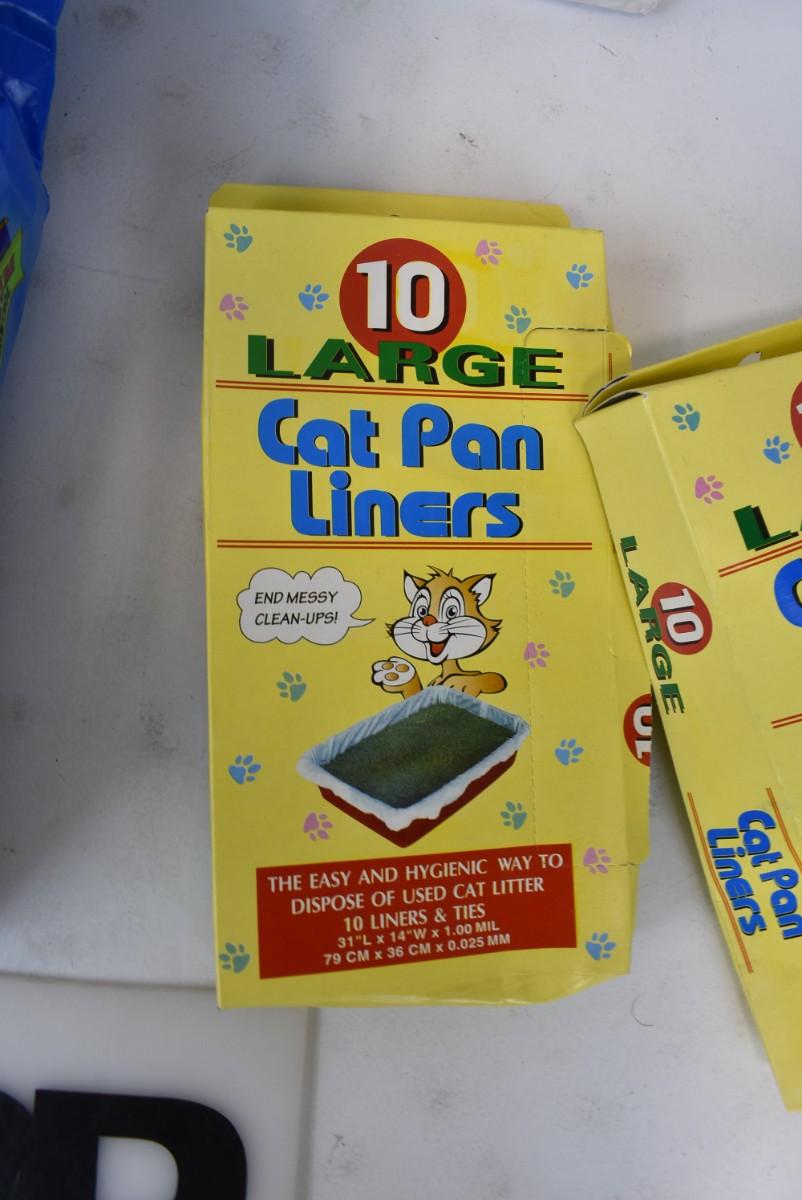 10
LARGE
Cat Pan
Liners
END MESSY
CLEAN-UPS!
THE EASY AND HYGIENIC WAY TO
DISPOSE OF USED CAT LITTER
10 LINERS & TIES
31"L x 14"W x 1.00 MIL
79 CM x 36 CM x 0.025 MM
10
10
LARGE
Cat Pan
Liners